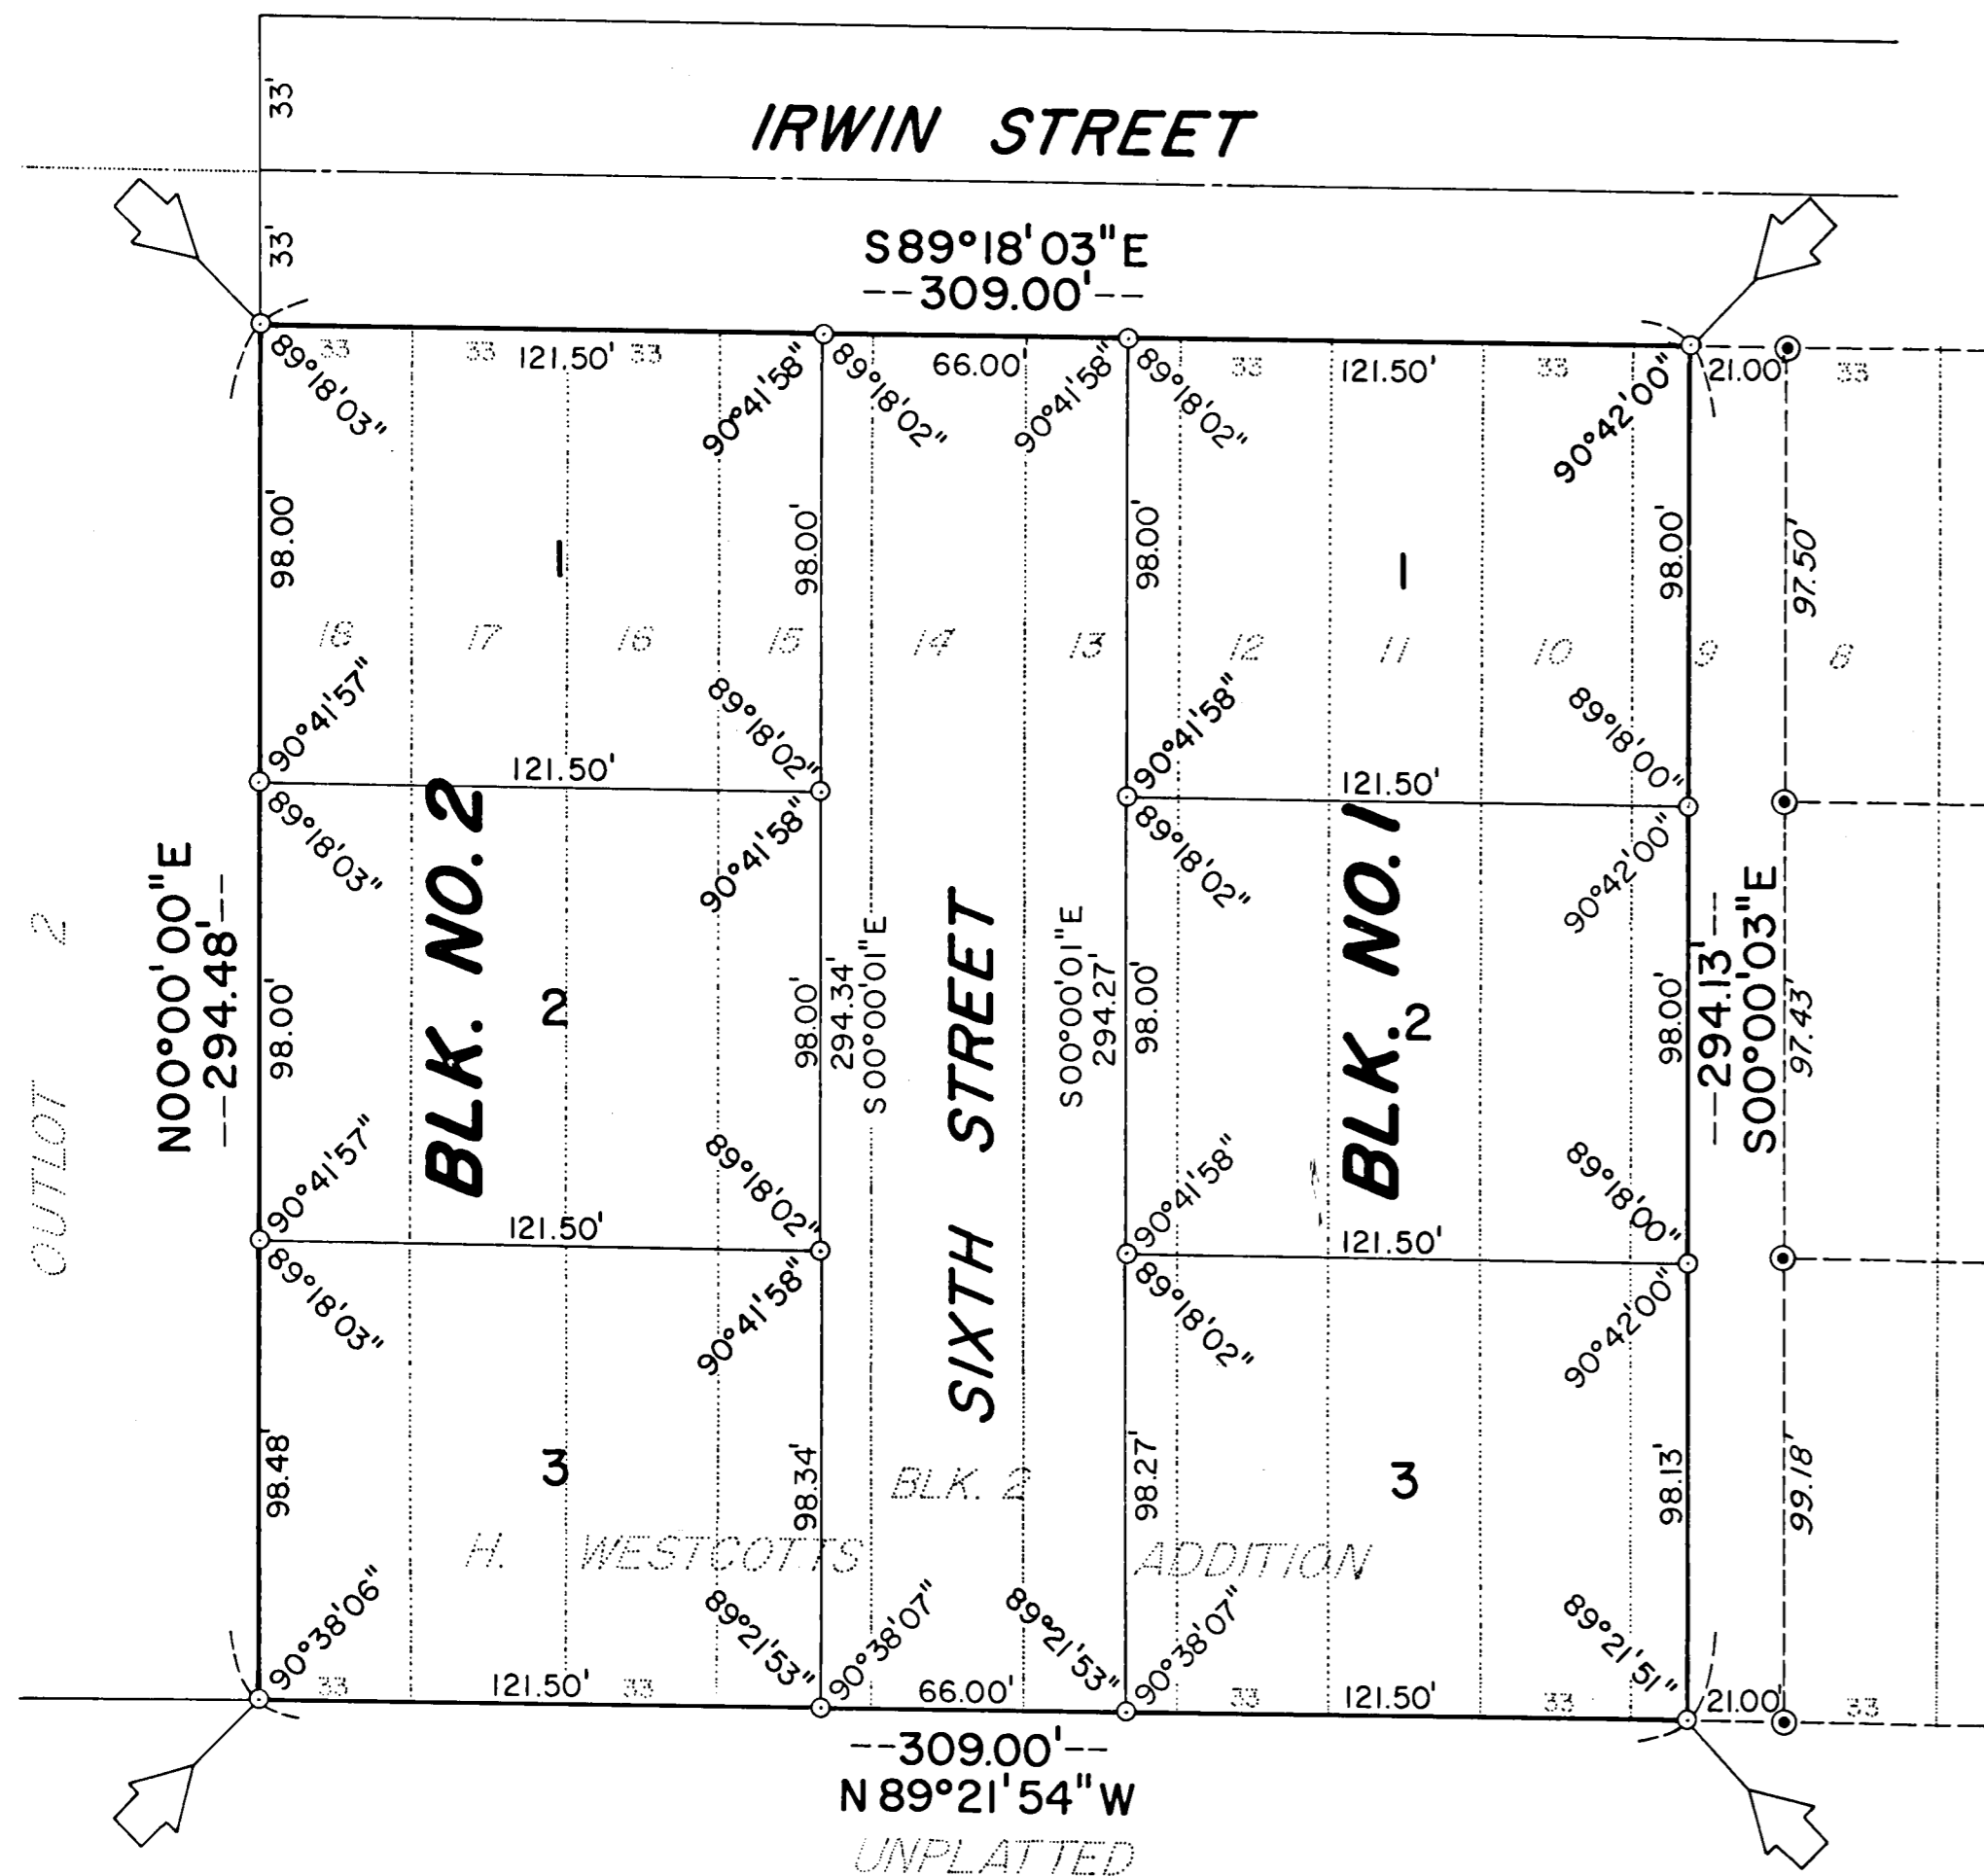 33'
IRWIN STREET
33'
S89°18'03"E
--309.00'--
33 33 121.50' 33 66.00' 33 121.50' 33 21.00' 33
89°18'03" 90°41'58" 89°18'02" 90°41'58" 89°18'02" 90°42'00"
98.00' 98.00' 98.00' 98.00' 97.50'
1 1
18 17 16 15 14 13 12 11 10 9 8
90°41'57" 89°18'02" 90°41'58" 89°18'00"
121.50' 121.50'
89°18'03" 90°41'58" 89°18'02" 90°42'00"
OUTLOT 2
N00°00'00"E
--294.48'--
98.00'
BLK. NO. 2
2
98.00'
294.34'
S00°00'01"E
SIXTH STREET
S00°00'01"E
294.27'
98.00'
BLK. NO. 1
2
98.00'
--294.13'--
S00°00'03"E
97.43'
90°41'57" 89°18'02" 90°41'58" 89°18'00"
121.50' 121.50'
89°18'03" 90°41'58" 89°18'02" 90°42'00"
98.48' 98.34' 98.27' 98.13' 99.18'
3 3
BLK. 2
H. WESTCOTTS ADDITION
90°38'06" 89°21'53" 90°38'07" 89°21'53" 90°38'07" 89°21'51"
33 121.50' 33 66.00' 33 121.50' 33 21.00' 33
--309.00'--
N89°21'54"W
UNPLATTED